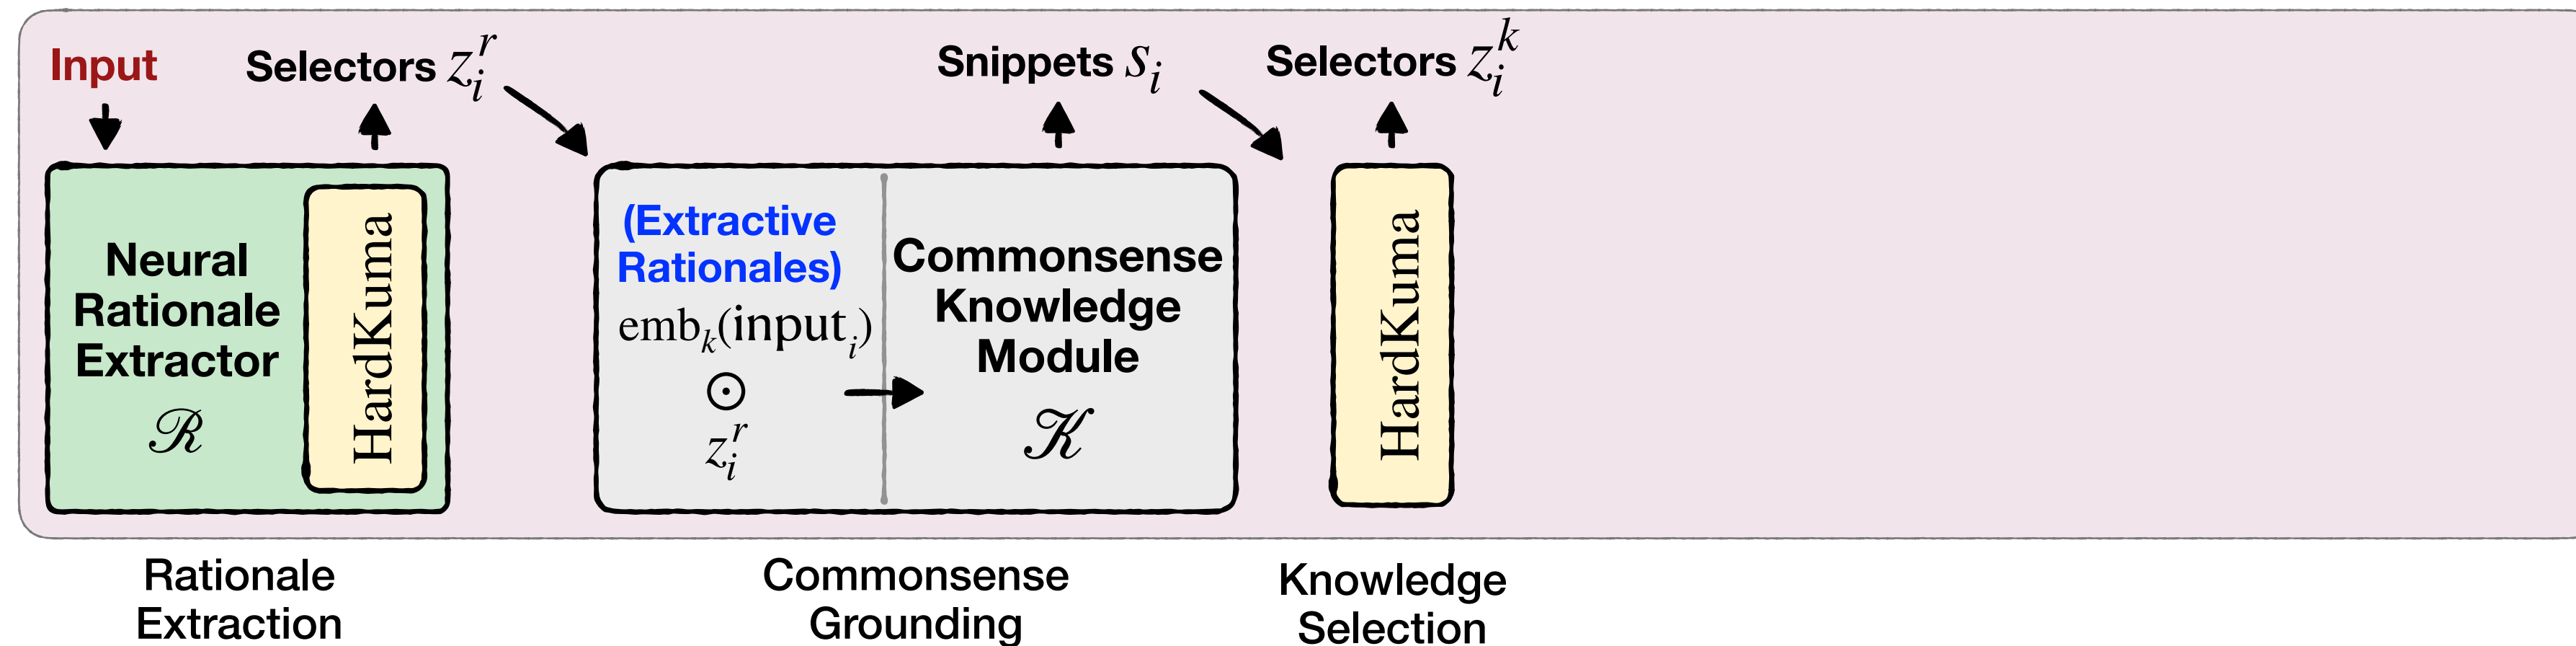 Input
Selectors z_i^r
Snippets s_i
Selectors z_i^k
Neural
Rationale
Extractor
ℛ
HardKuma
(Extractive
Rationales)
emb_k(input_i)
⊙
z_i^r
Commonsense
Knowledge
Module
𝒦
HardKuma
Rationale
Extraction
Commonsense
Grounding
Knowledge
Selection